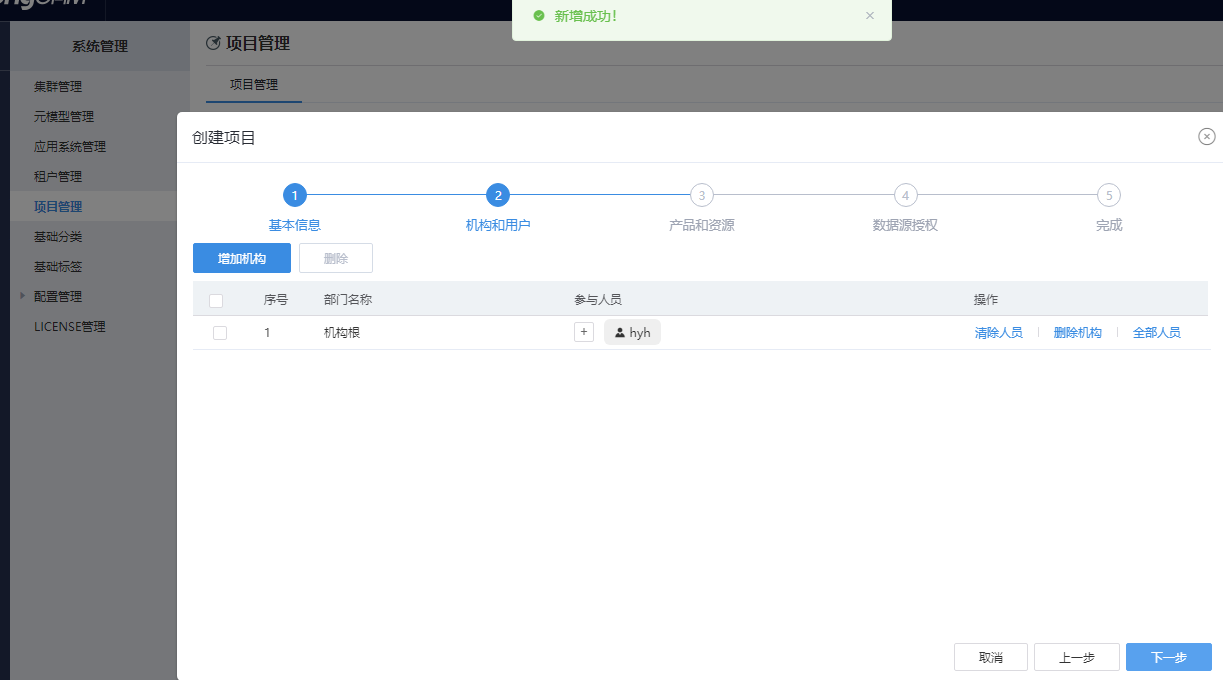 新增成功!
系统管理
项目管理
集群管理
元模型管理
应用系统管理
租户管理
项目管理
基础分类
基础标签
配置管理
LICENSE管理
项目管理
创建项目
1 2 3 4 5
基本信息 机构和用户 产品和资源 数据源授权 完成
增加机构 删除
序号 部门名称 参与人员 操作
1 机构根 + hyh 清除人员 删除机构 全部人员
取消 上一步 下一步